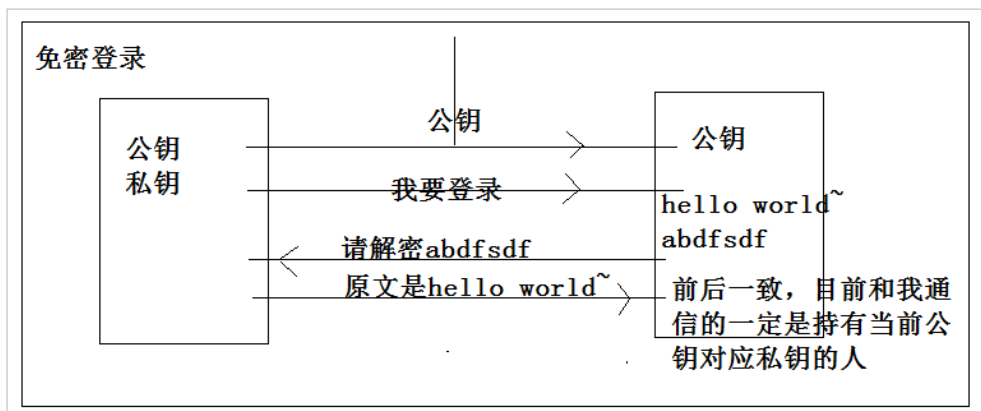 免密登录
公钥
公钥
私钥
公钥
我要登录
hello world~
abdfsdf
请解密abdfsdf
原文是hello world~
前后一致，目前和我通
信的一定是持有当前公
钥对应私钥的人